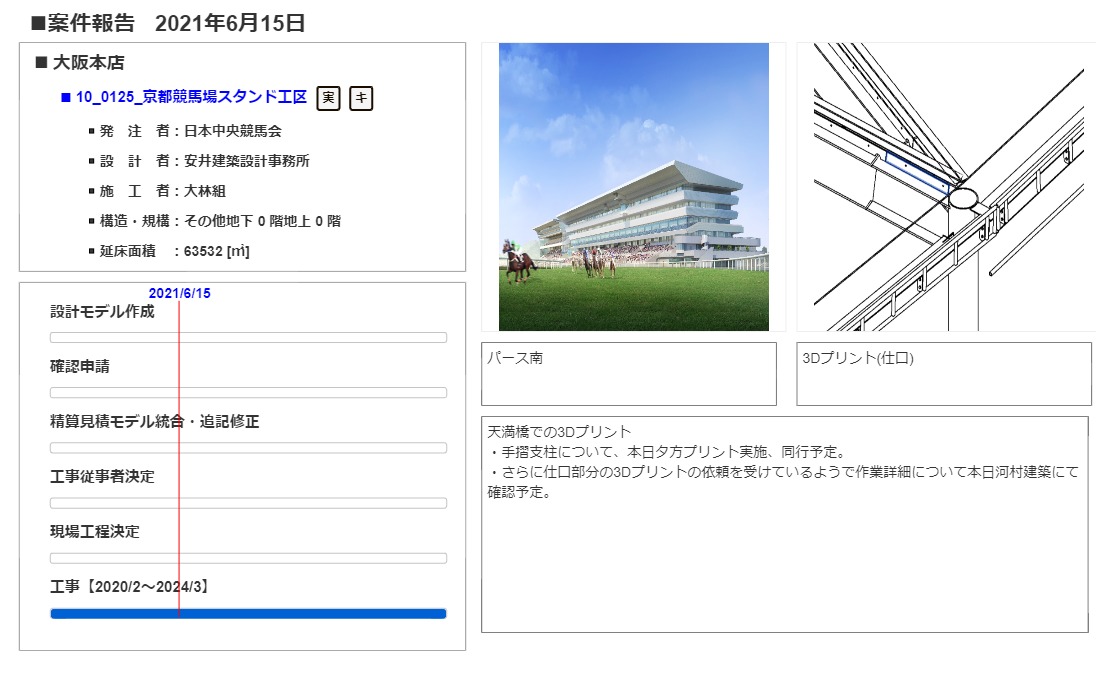 ■案件報告 2021年6月15日
■ 大阪本店
■ 10_0125_京都競馬場スタンド工区 実 キ
▪ 発 注 者：日本中央競馬会
▪ 設 計 者：安井建築設計事務所
▪ 施 工 者：大林組
▪ 構造・規構：その他地下 0 階地上 0 階
▪ 延床面積 ：63532 [㎡]
2021/6/15
設計モデル作成
確認申請
精算見積モデル統合・追記修正
工事従事者決定
現場工程決定
工事【2020/2～2024/3】
パース南
3Dプリント(仕口)
天満橋での3Dプリント
・手摺支柱について、本日夕方プリント実施、同行予定。
・さらに仕口部分の3Dプリントの依頼を受けているようで作業詳細について本日河村建築にて
確認予定。